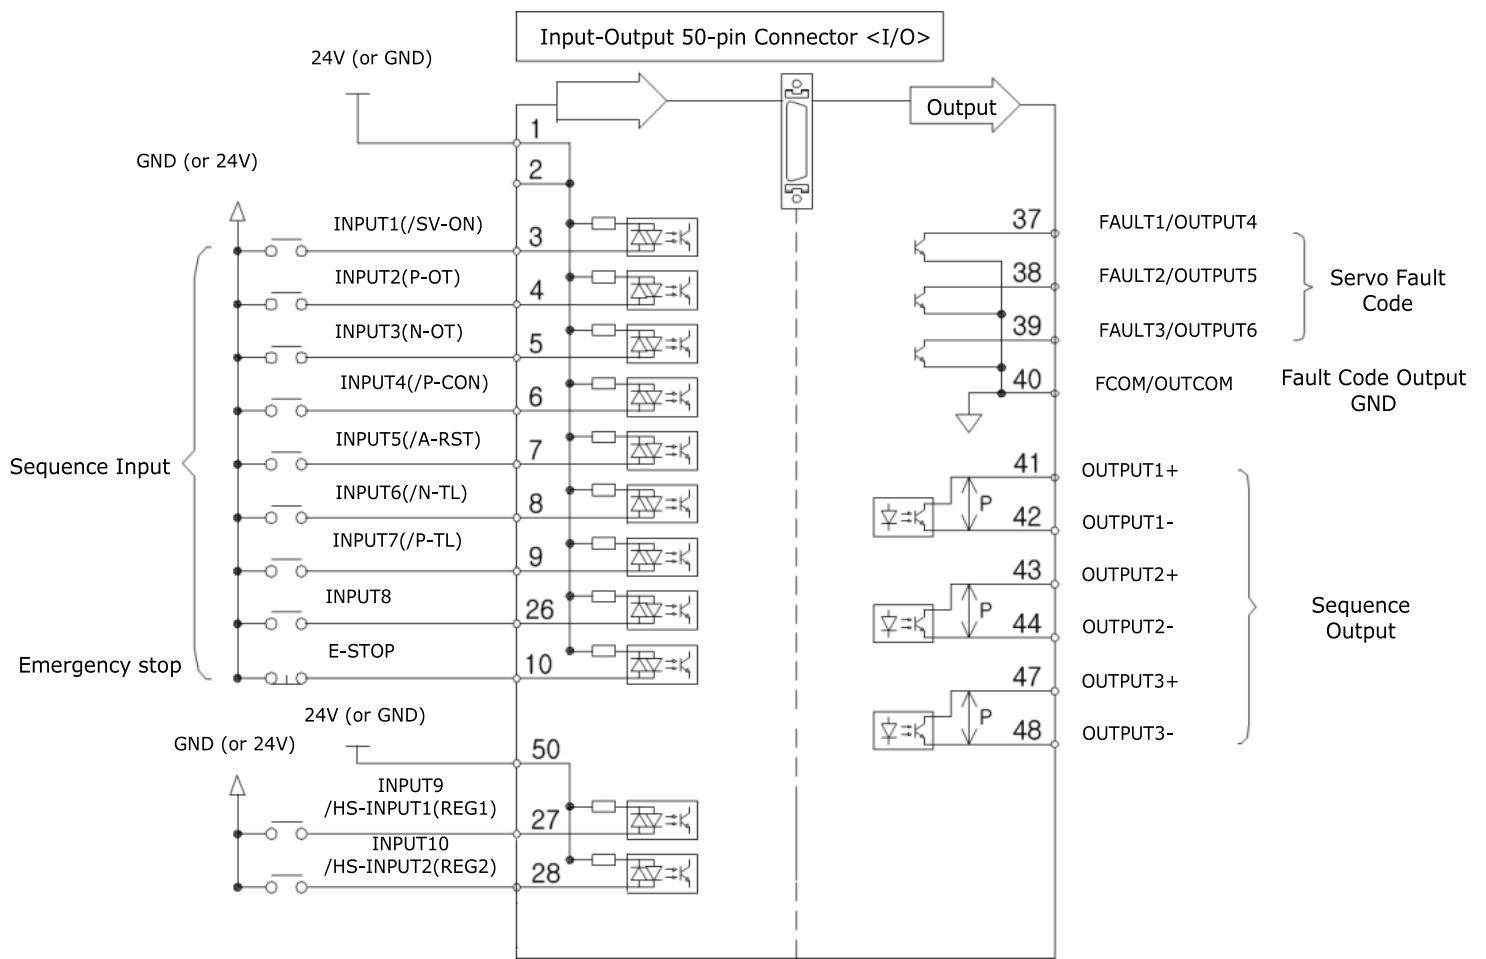 Input-Output 50-pin Connector <I/O>
24V (or GND)
Output
1
GND (or 24V)
2
INPUT1(/SV-ON)
3
INPUT2(P-OT)
4
INPUT3(N-OT)
5
INPUT4(/P-CON)
6
INPUT5(/A-RST)
7
Sequence Input
INPUT6(/N-TL)
8
INPUT7(/P-TL)
9
INPUT8
26
E-STOP
10
Emergency stop
24V (or GND)
GND (or 24V)
50
INPUT9
/HS-INPUT1(REG1)
27
INPUT10
/HS-INPUT2(REG2)
28
37
FAULT1/OUTPUT4
38
FAULT2/OUTPUT5
Servo Fault
Code
39
FAULT3/OUTPUT6
40
FCOM/OUTCOM
Fault Code Output
GND
41
OUTPUT1+
P
42
OUTPUT1-
43
OUTPUT2+
P
44
OUTPUT2-
Sequence
Output
47
OUTPUT3+
P
48
OUTPUT3-